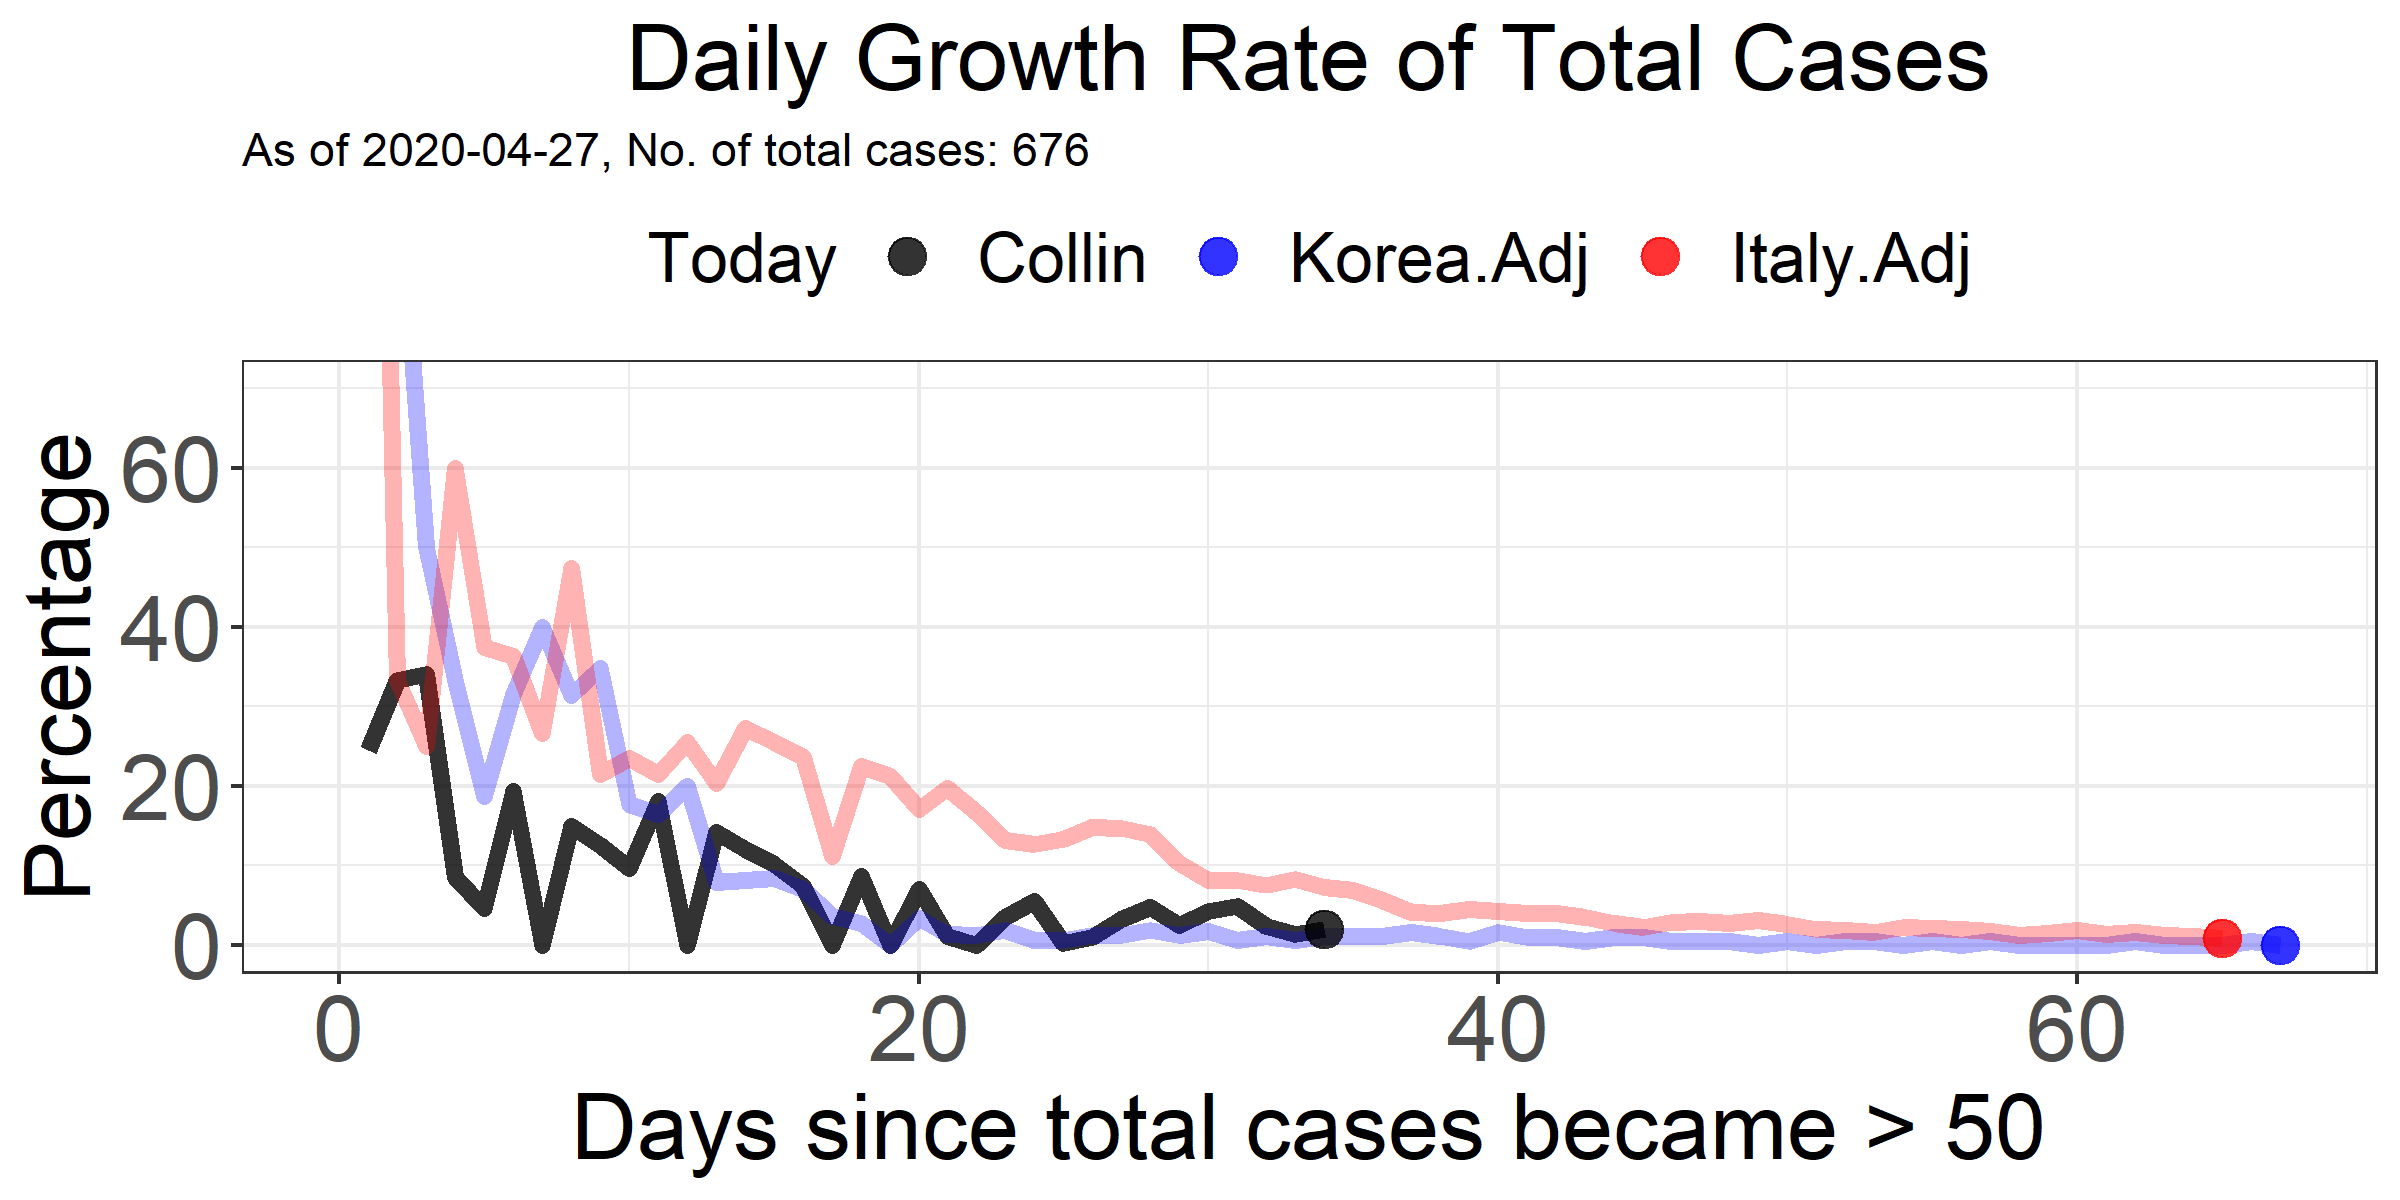 Daily Growth Rate of Total Cases
As of 2020-04-27, No. of total cases: 676
Today Collin Korea.Adj Italy.Adj
Percentage
60
40
20
0
0 20 40 60
Days since total cases became > 50